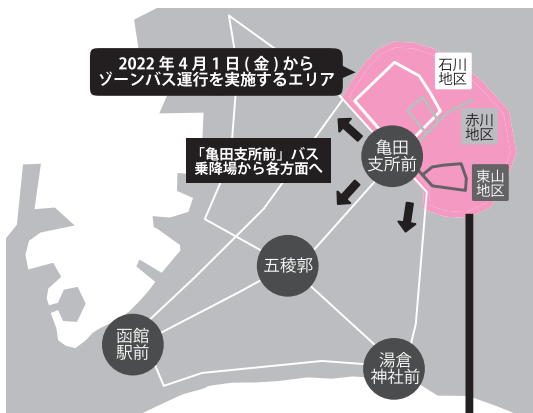 2022年4月1日(金)から
ゾーンバス運行を実施するエリア
石川
地区
赤川
地区
「亀田支所前」バス
乗降場から各方面へ
亀田
支所前
東山
地区
五稜郭
函館
駅前
湯倉
神社前